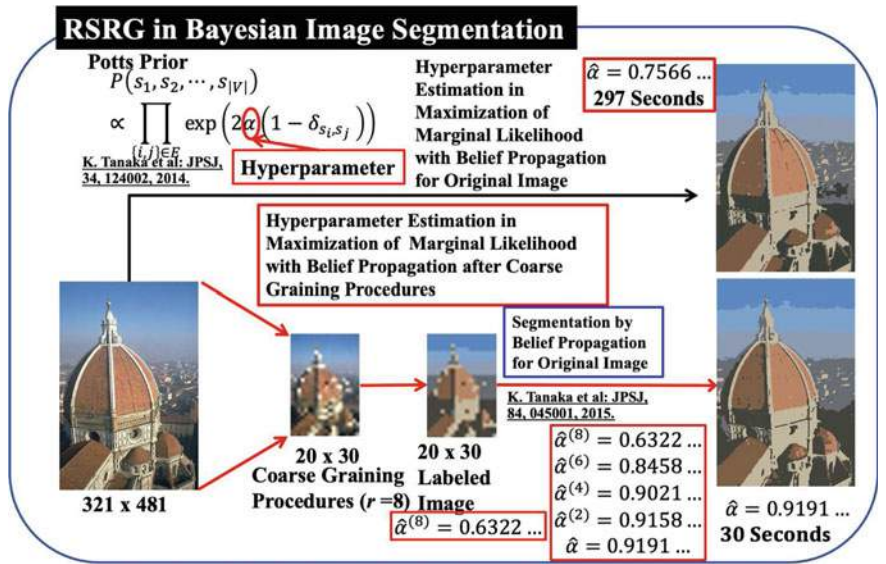 RSRG in Bayesian Image Segmentation
Potts Prior
P(s₁, s₂, ⋯, s|V|)
∝ ∏ exp(2α(1 − δ_{sᵢ,sⱼ}))
{i,j}∈E
K. Tanaka et al: JPSJ,
34, 124002, 2014.
Hyperparameter
Hyperparameter
Estimation in
Maximization of
Marginal Likelihood
with Belief Propagation
for Original Image
α̂ = 0.7566 ...
297 Seconds
Hyperparameter Estimation in
Maximization of Marginal Likelihood
with Belief Propagation after Coarse
Graining Procedures
Segmentation by
Belief Propagation
for Original Image
K. Tanaka et al: JPSJ,
84, 045001, 2015.
321 x 481
20 x 30
Coarse Graining
Procedures (r =8)
20 x 30
Labeled
Image
α̂⁽⁸⁾ = 0.6322 ...
α̂⁽⁸⁾ = 0.6322 ...
α̂⁽⁶⁾ = 0.8458 ...
α̂⁽⁴⁾ = 0.9021 ...
α̂⁽²⁾ = 0.9158 ...
α̂ = 0.9191 ...
α̂ = 0.9191 ...
30 Seconds